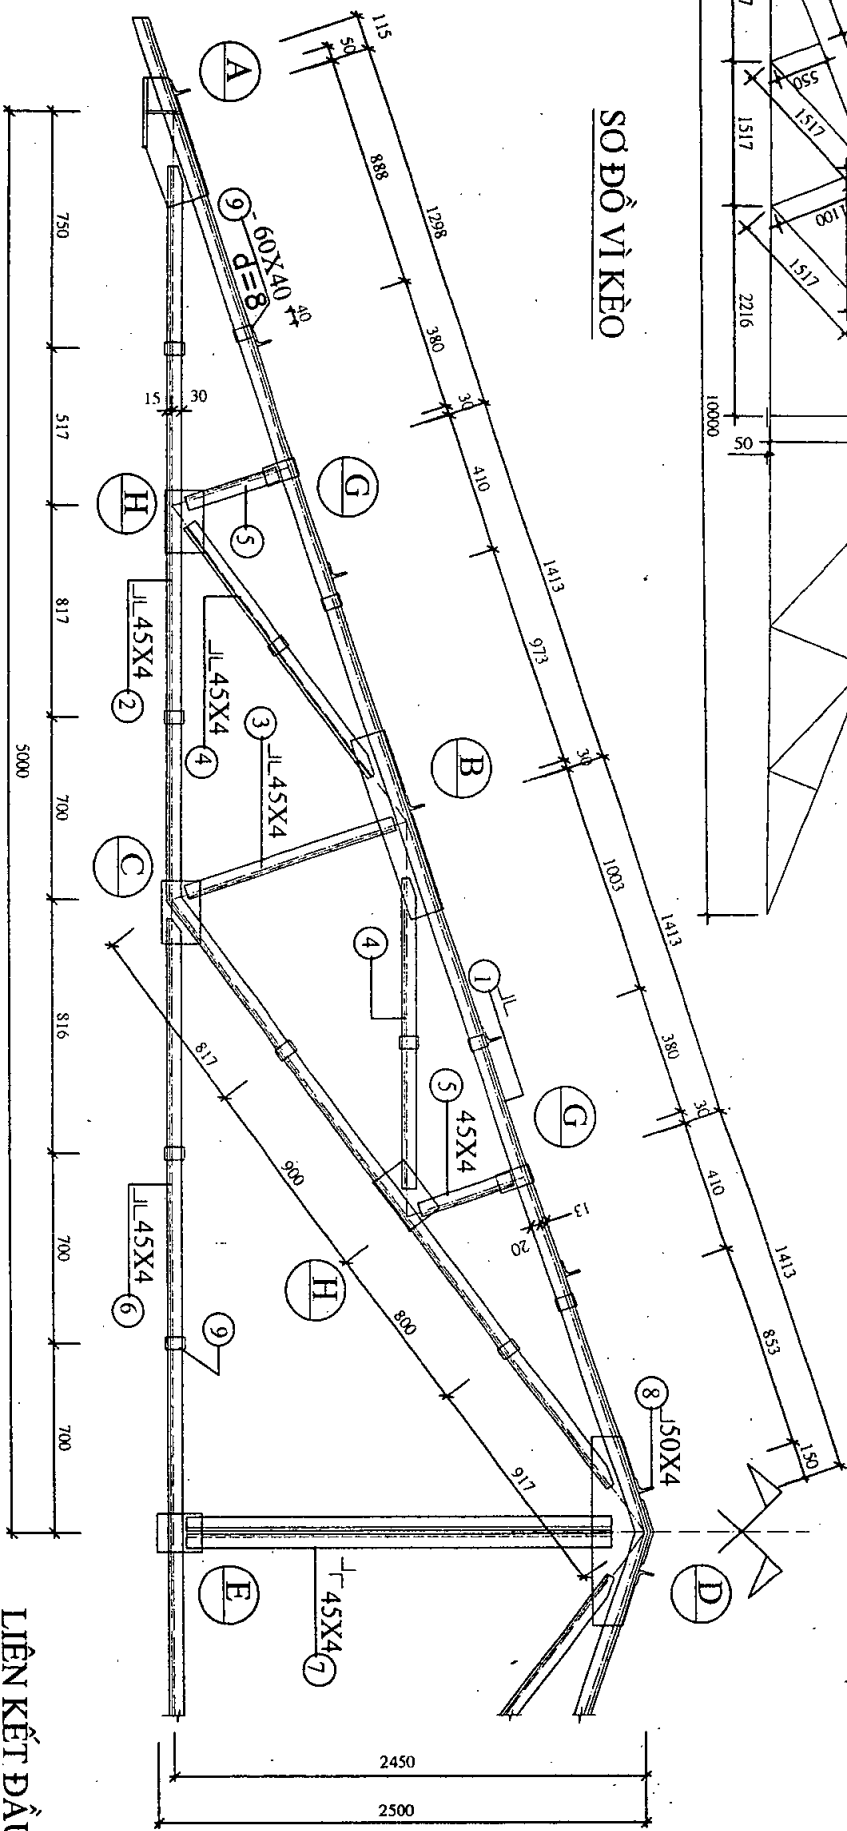 SƠ ĐỒ VÌ KÈO
550
1517
1517
1100
1517
2216
10000
50
115
50
888
1298
380
30
410
1413
973
30
1003
1413
380
30
410
1413
853
150
A
9
60X40
d=8
40
G
B
1
G
13
20
8
50X4
D
15
30
H
5
4
45X4
2
45X4
4
3
45X4
C
4
5
45X4
817
900
H
800
917
45X4
6
9
E
45X4
7
750
517
817
700
816
700
700
5000
2450
2500
LIÊN KẾT ĐẦU